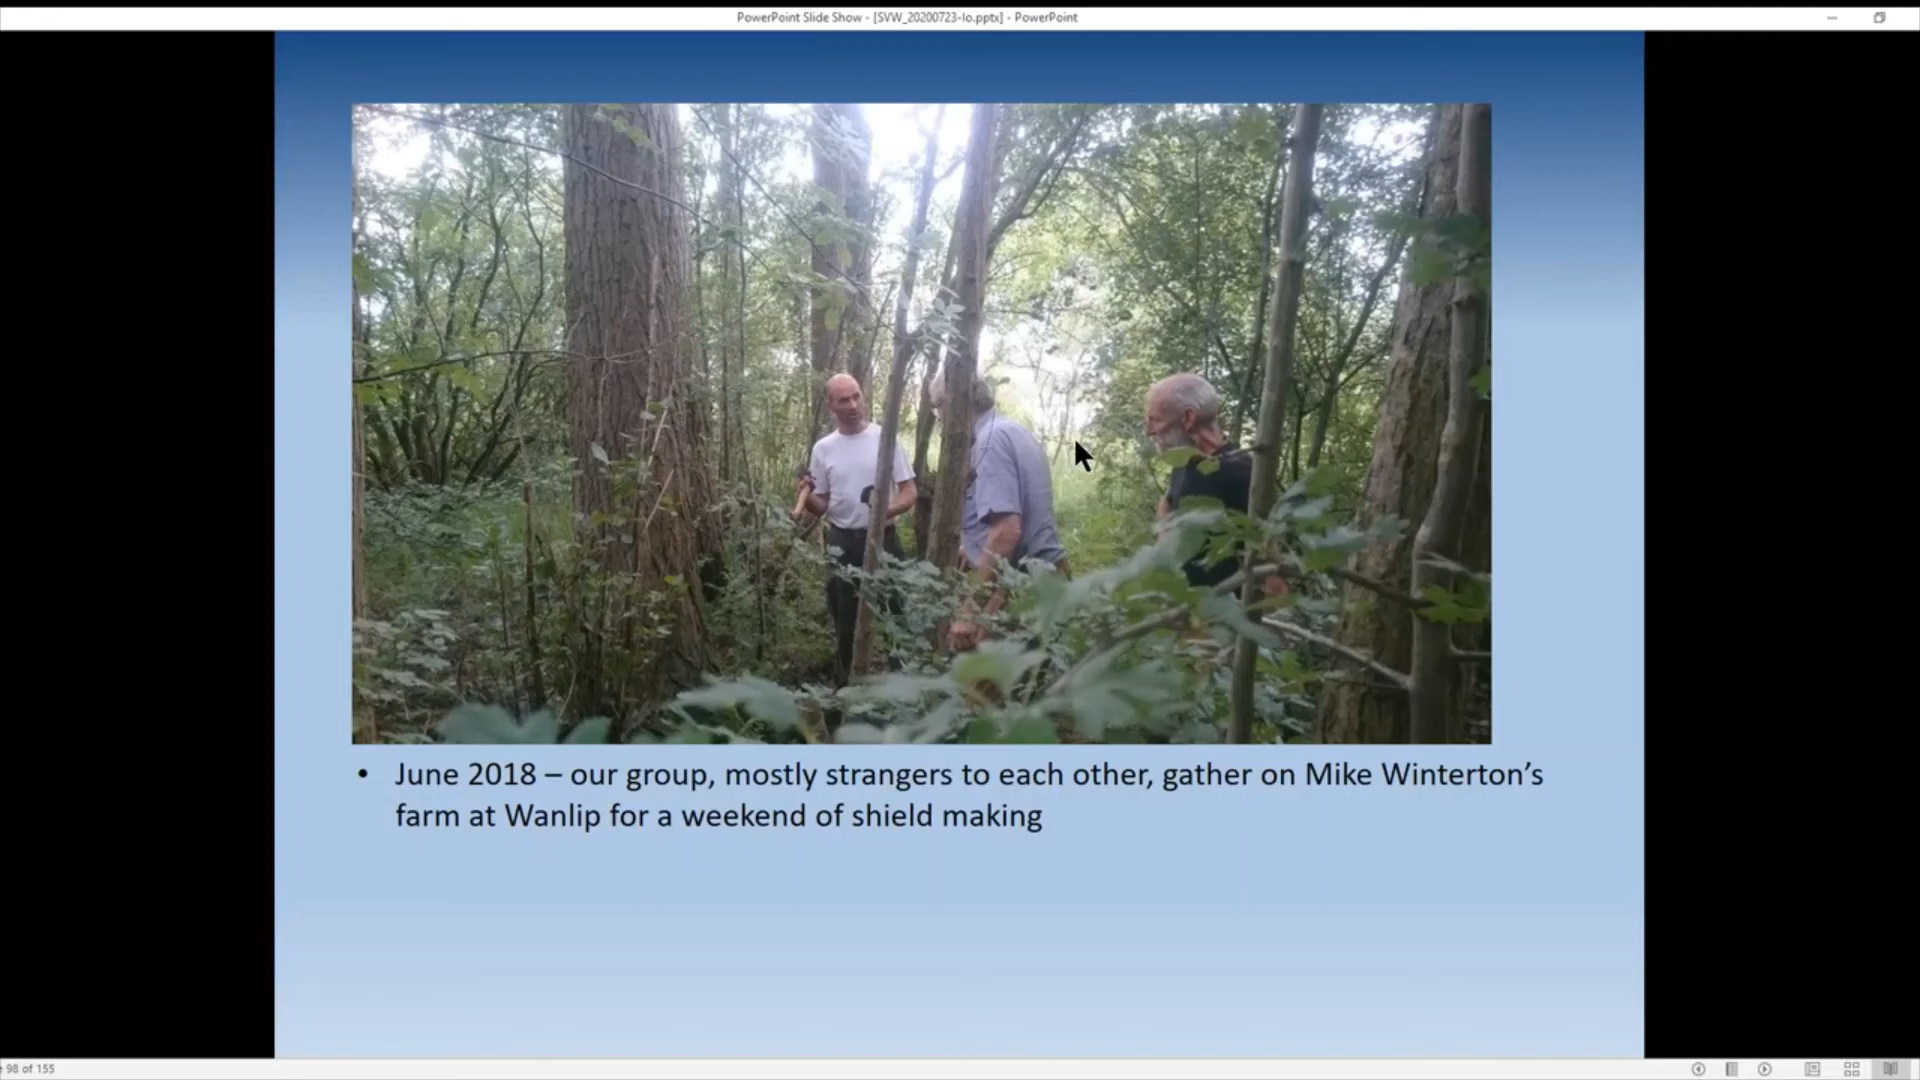 PowerPoint Slide Show - [SVW_20200723-lo.pptx] - PowerPoint
• June 2018 – our group, mostly strangers to each other, gather on Mike Winterton’s
farm at Wanlip for a weekend of shield making
98 of 155